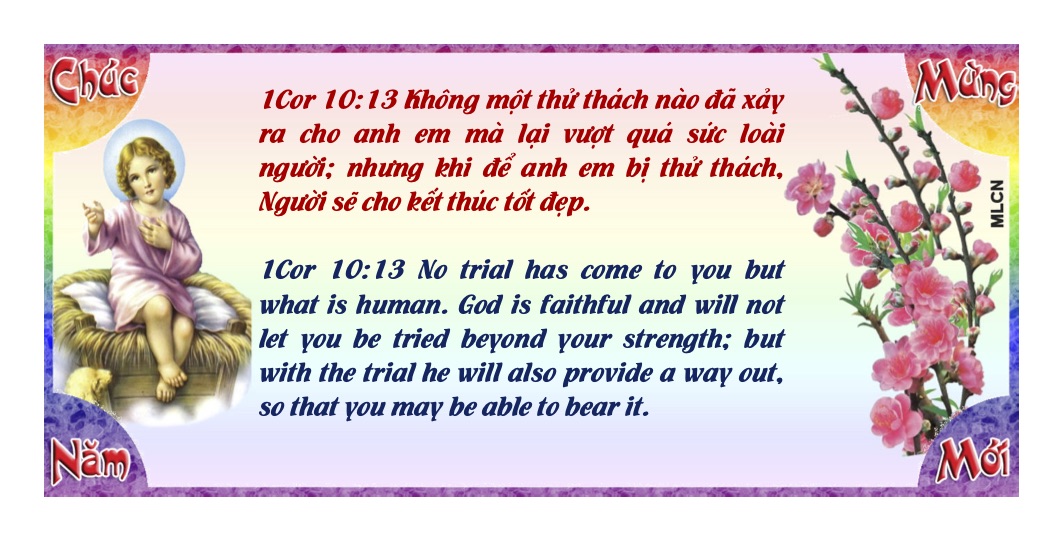 Chúc
Mừng
1Cor 10:13 Không một thử thách nào đã xảy
ra cho anh em mà lại vượt quá sức loài
người; nhưng khi để anh em bị thử thách,
Người sẽ cho kết thúc tốt đẹp.
MLCN
1Cor 10:13 No trial has come to you but
what is human. God is faithful and will not
let you be tried beyond your strength; but
with the trial he will also provide a way out,
so that you may be able to bear it.
Năm
Mới